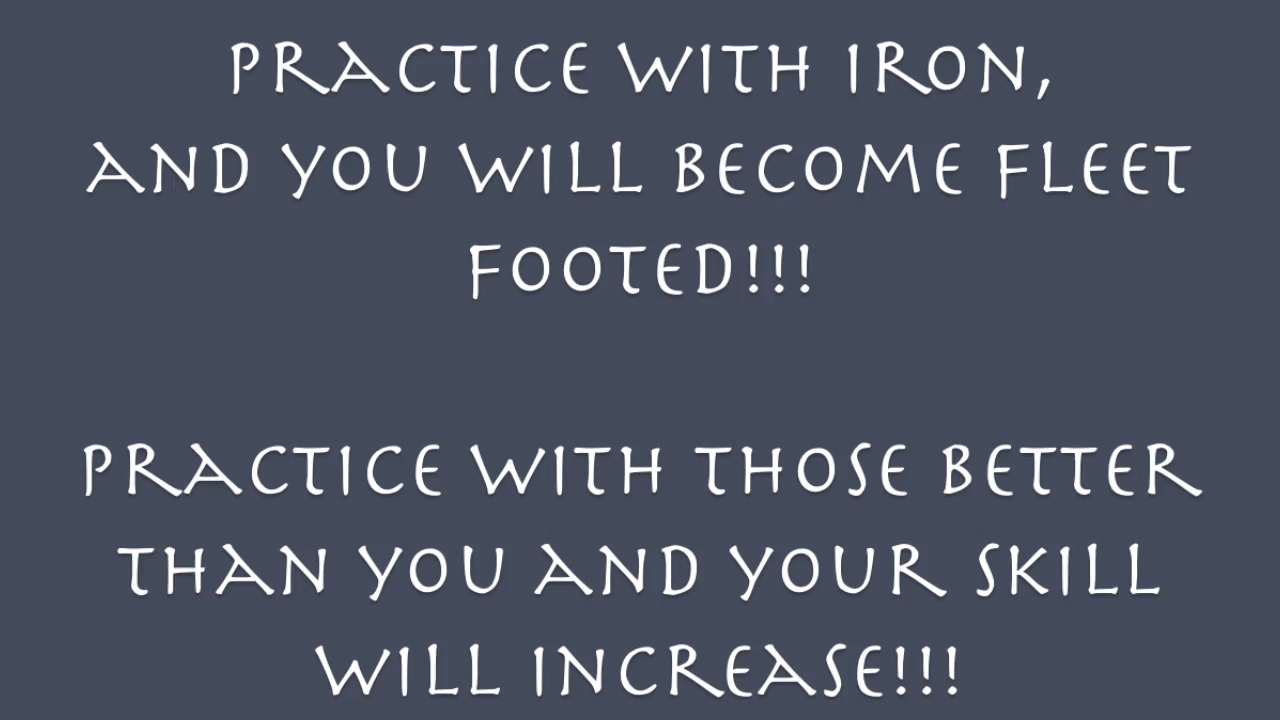 PRACTICE WITH IRON,
AND YOU WILL BECOME FLEET
FOOTED!!!
PRACTICE WITH THOSE BETTER
THAN YOU AND YOUR SKILL
WILL INCREASE!!!